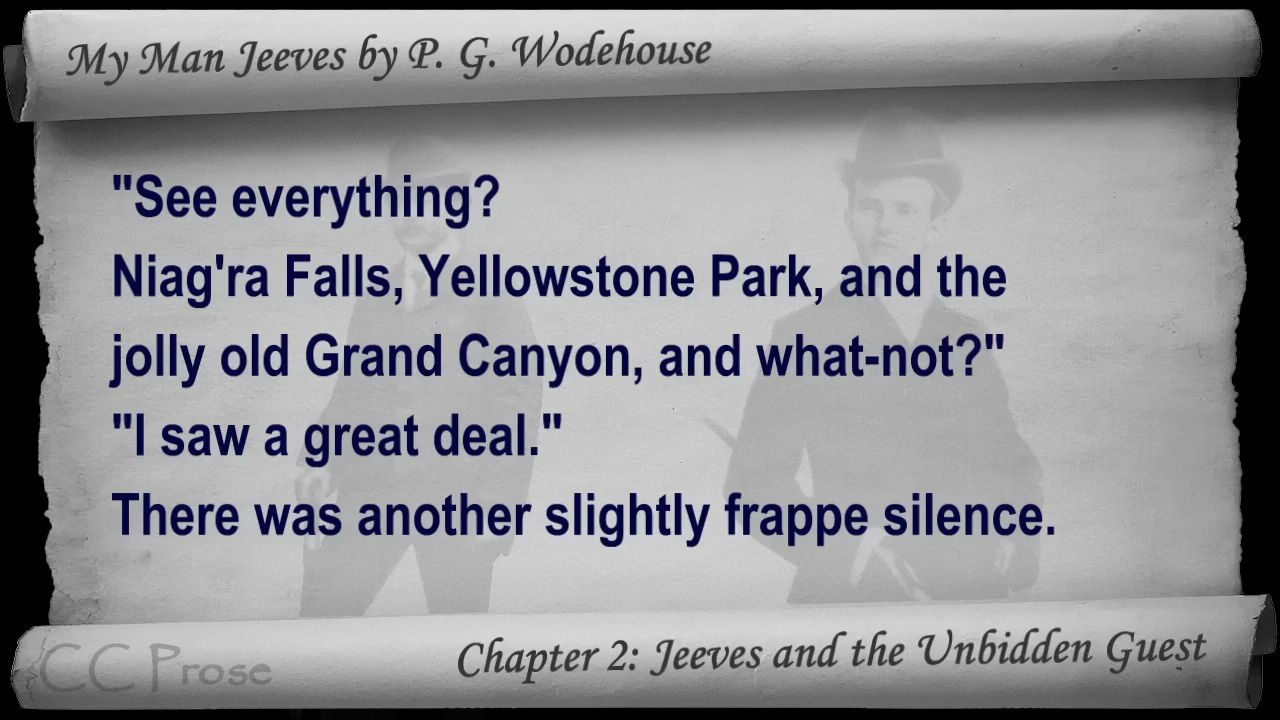 My Man Jeeves by P. G. Wodehouse
"See everything?
Niag'ra Falls, Yellowstone Park, and the
jolly old Grand Canyon, and what-not?"
"I saw a great deal."
There was another slightly frappe silence.
CC Prose
Chapter 2: Jeeves and the Unbidden Guest